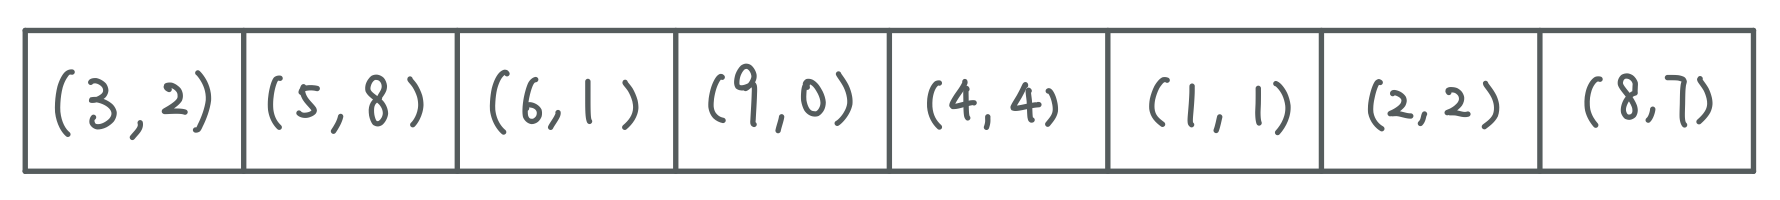 (3,2) (5,8) (6,1) (9,0) (4,4) (1,1) (2,2) (8,7)